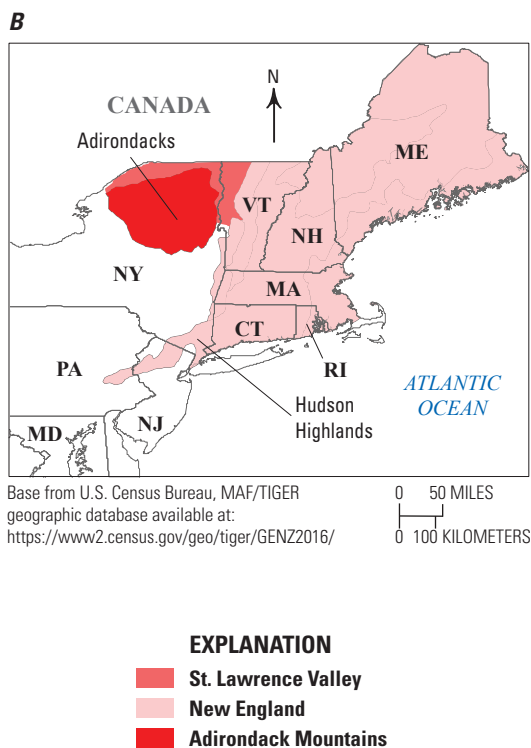 B
N
CANADA
Adirondacks
ME
VT
NH
NY
MA
CT
RI
PA
ATLANTIC
OCEAN
Hudson
Highlands
NJ
MD
Base from U.S. Census Bureau, MAF/TIGER
geographic database available at:
https://www2.census.gov/geo/tiger/GENZ2016/
0 50 MILES
0 100 KILOMETERS
EXPLANATION
St. Lawrence Valley
New England
Adirondack Mountains